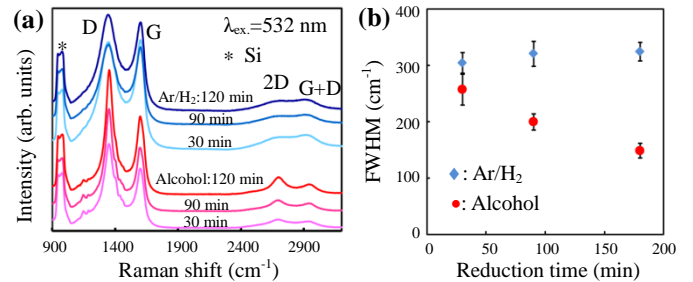 (a)
D
G
λex.=532 nm
* Si
*
2D
G+D
Ar/H2:120 min
90 min
30 min
Alcohol:120 min
90 min
30 min
Intensity (arb. units)
900 1400 1900 2400 2900
Raman shift (cm-1)
(b)
400
300
200
100
0
FWHM (cm-1)
: Ar/H2
: Alcohol
0 50 100 150 200
Reduction time (min)